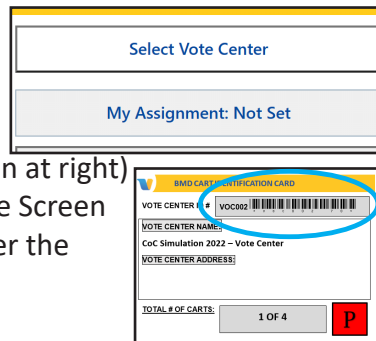 Select Vote Center
My Assignment: Not Set
n at right)
e Screen
er the
BMD CART IDENTIFICATION CARD
VOTE CENTER # VOC002
VOTE CENTER NAME:
CoC Simulation 2022 – Vote Center
VOTE CENTER ADDRESS:
TOTAL # OF CARTS: 1 OF 4 P